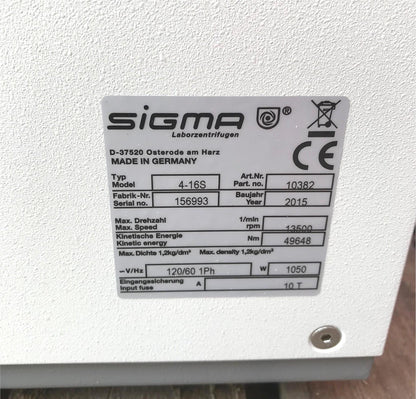 SiGMA ®
Laborzentrifugen
D-37520 Osterode am Harz
MADE IN GERMANY
CE
Typ
Model 4-16S
Art.Nr.
Part. no. 10382
Fabrik-Nr.
Serial no. 156993
Baujahr
Year 2015
Max. Drehzahl 1/min
Max. Speed rpm 13500
Kinetische Energie
Kinetic energy Nm 49648
Max. Dichte 1,2kg/dm³ Max. density 1,2kg/dm³
~V/Hz 120/60 1Ph W 1050
Eingangssicherung
Input fuse A 10 T